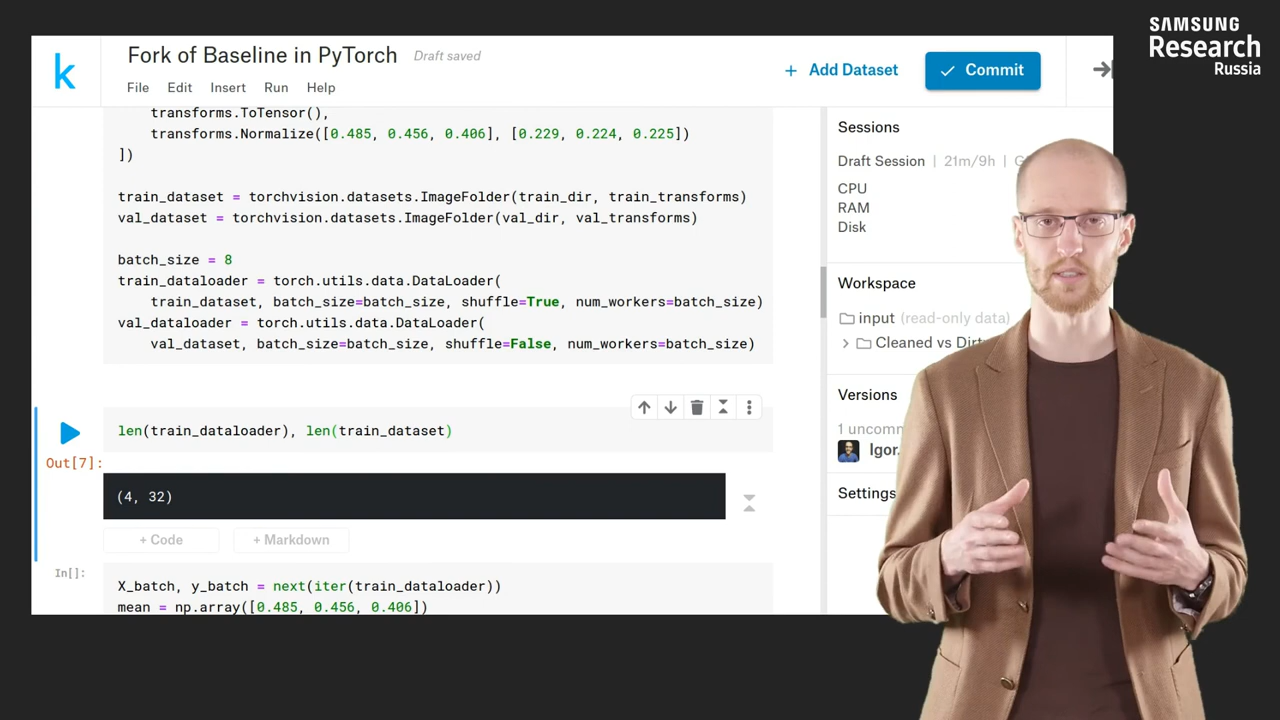 SAMSUNG
Research
Russia
k
Fork of Baseline in PyTorch Draft saved
File Edit Insert Run Help
+ Add Dataset
Commit
transforms.ToTensor(),
transforms.Normalize([0.485, 0.456, 0.406], [0.229, 0.224, 0.225])
])
train_dataset = torchvision.datasets.ImageFolder(train_dir, train_transforms)
val_dataset = torchvision.datasets.ImageFolder(val_dir, val_transforms)
batch_size = 8
train_dataloader = torch.utils.data.DataLoader(
train_dataset, batch_size=batch_size, shuffle=True, num_workers=batch_size)
val_dataloader = torch.utils.data.DataLoader(
val_dataset, batch_size=batch_size, shuffle=False, num_workers=batch_size)
len(train_dataloader), len(train_dataset)
Out[7]:
(4, 32)
+ Code + Markdown
In[]:
X_batch, y_batch = next(iter(train_dataloader))
mean = np.array([0.485, 0.456, 0.406])
Sessions
Draft Session | 21m/9h |
CPU
RAM
Disk
Workspace
input (read-only data)
Cleaned vs
Versions
1
Igor.
Settings